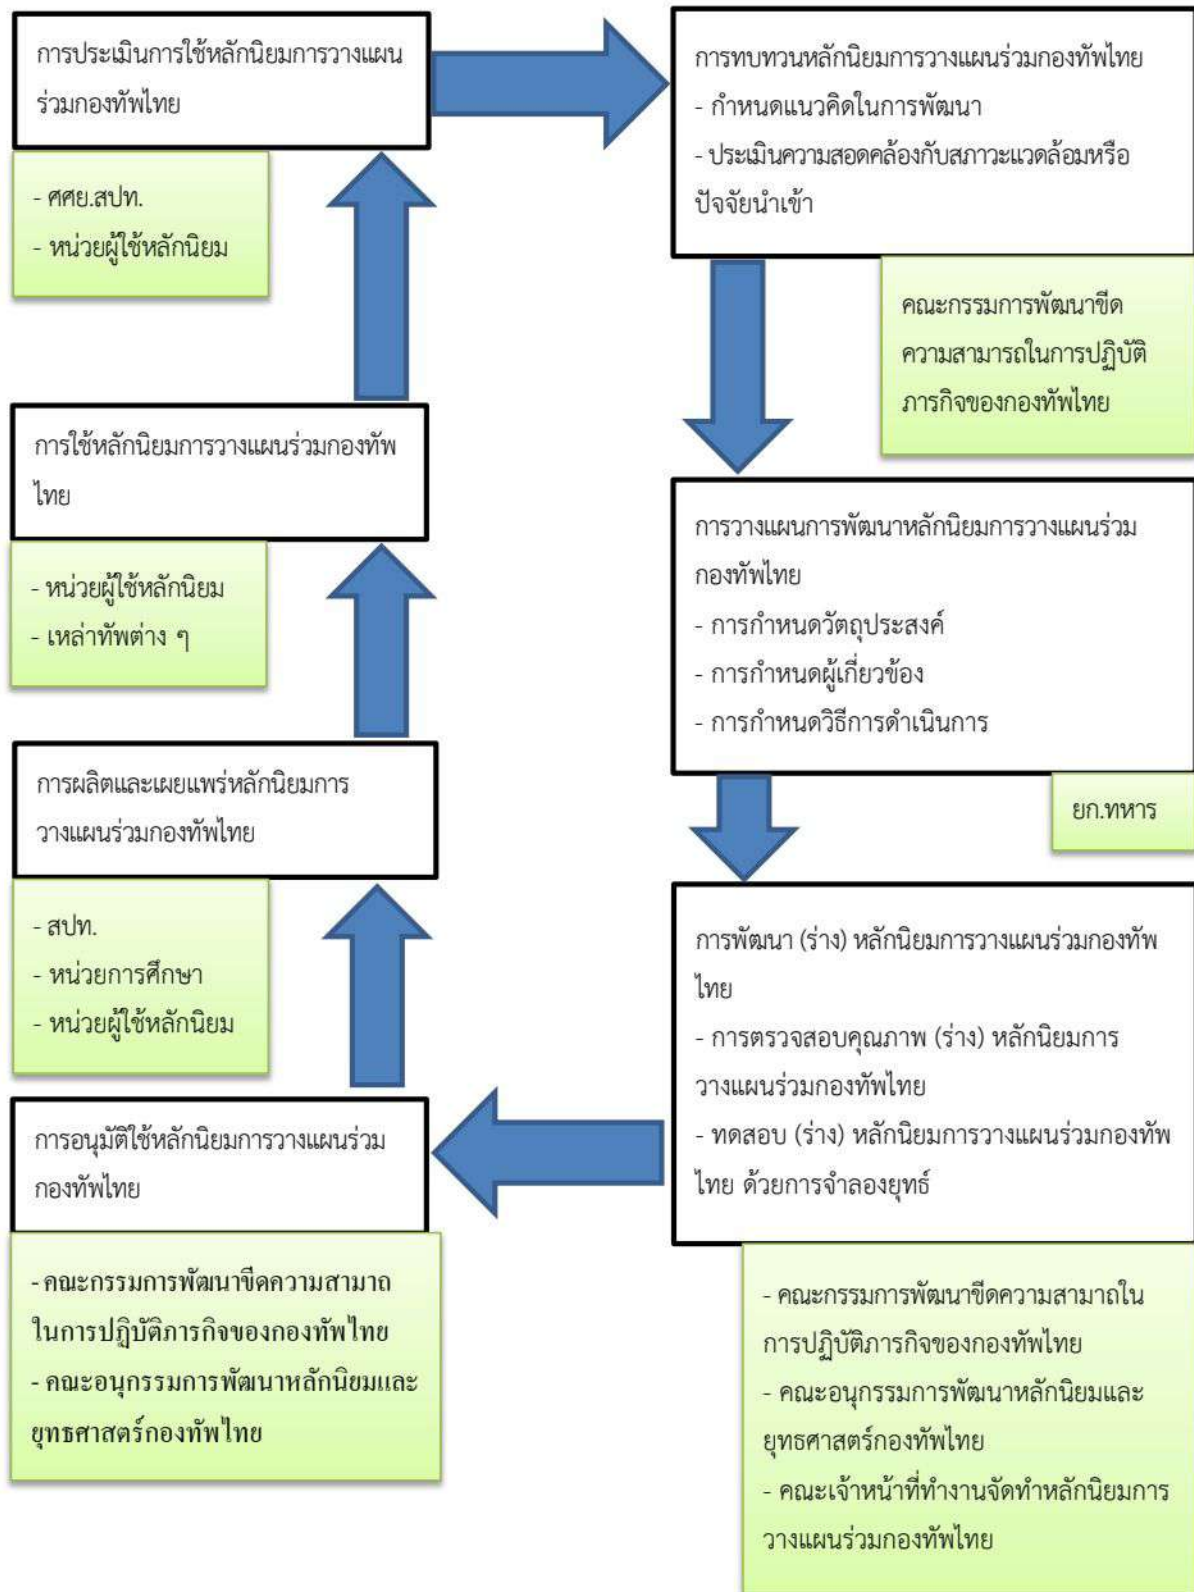 การประเมินการใช้หลักนิยมการวางแผน
ร่วมกองทัพไทย
- ศศย.สปท.
- หน่วยผู้ใช้หลักนิยม
การทบทวนหลักนิยมการวางแผนร่วมกองทัพไทย
- กำหนดแนวคิดในการพัฒนา
- ประเมินความสอดคล้องกับสภาวะแวดล้อมหรือ
ปัจจัยนำเข้า
คณะกรรมการพัฒนาขีด
ความสามารถในการปฏิบัติ
ภารกิจของกองทัพไทย
การวางแผนการพัฒนาหลักนิยมการวางแผนร่วม
กองทัพไทย
- การกำหนดวัตถุประสงค์
- การกำหนดผู้เกี่ยวข้อง
- การกำหนดวิธีการดำเนินการ
ยก.ทหาร
การพัฒนา (ร่าง) หลักนิยมการวางแผนร่วมกองทัพ
ไทย
- การตรวจสอบคุณภาพ (ร่าง) หลักนิยมการ
วางแผนร่วมกองทัพไทย
- ทดสอบ (ร่าง) หลักนิยมการวางแผนร่วมกองทัพ
ไทย ด้วยการจำลองยุทธ์
- คณะกรรมการพัฒนาขีดความสามารถใน
การปฏิบัติภารกิจของกองทัพไทย
- คณะอนุกรรมการพัฒนาหลักนิยมและ
ยุทธศาสตร์กองทัพไทย
- คณะเจ้าหน้าที่ทำงานจัดทำหลักนิยมการ
วางแผนร่วมกองทัพไทย
การอนุมัติใช้หลักนิยมการวางแผนร่วม
กองทัพไทย
- คณะกรรมการพัฒนาขีดความสามาถ
ในการปฏิบัติภารกิจของกองทัพไทย
- คณะอนุกรรมการพัฒนาหลักนิยมและ
ยุทธศาสตร์กองทัพไทย
การผลิตและเผยแพร่หลักนิยมการ
วางแผนร่วมกองทัพไทย
- สปท.
- หน่วยการศึกษา
- หน่วยผู้ใช้หลักนิยม
การใช้หลักนิยมการวางแผนร่วมกองทัพ
ไทย
- หน่วยผู้ใช้หลักนิยม
- เหล่าทัพต่าง ๆ